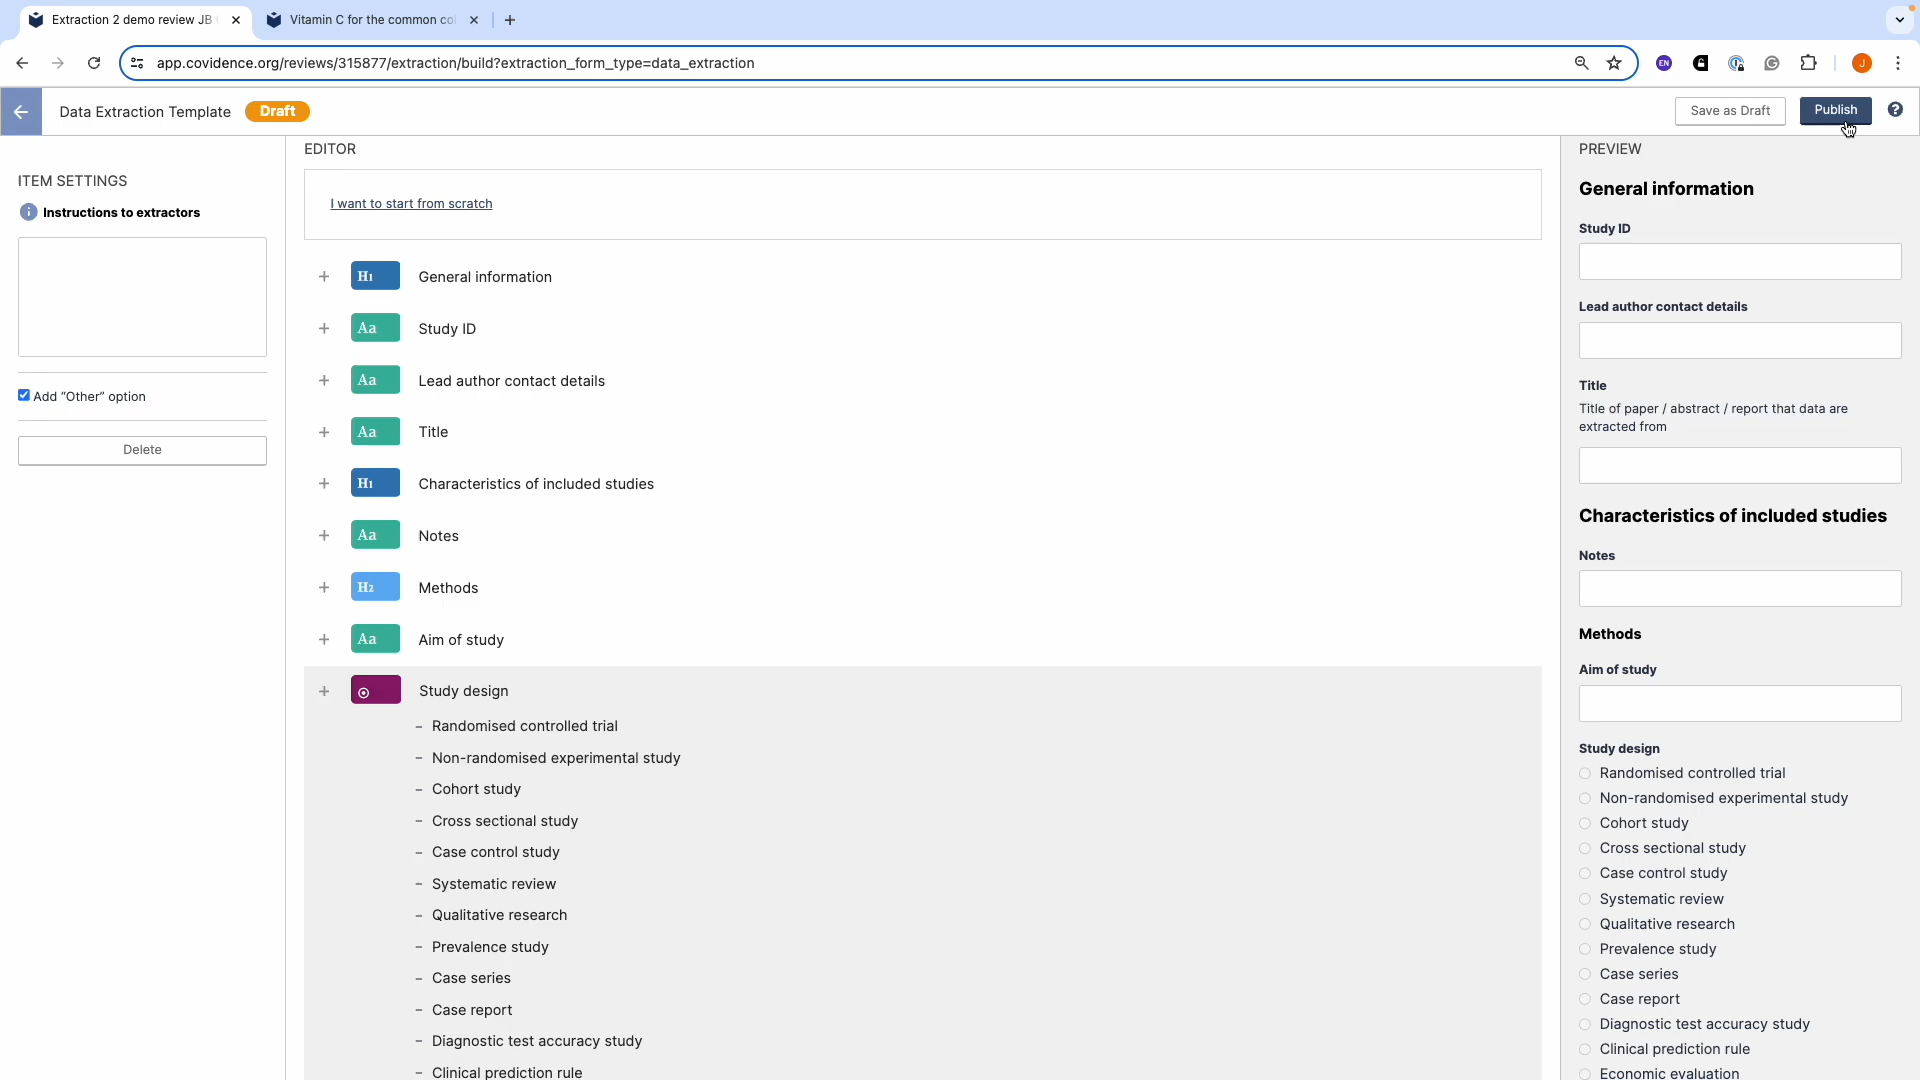 Extraction 2 demo review JB
Vitamin C for the common co
app.covidence.org/reviews/315877/extraction/build?extraction_form_type=data_extraction
EN
J
Data Extraction Template
Draft
Save as Draft
Publish
?
ITEM SETTINGS
Instructions to extractors
Add “Other” option
Delete
EDITOR
I want to start from scratch
H1 General information
Aa Study ID
Aa Lead author contact details
Aa Title
H1 Characteristics of included studies
Aa Notes
H2 Methods
Aa Aim of study
Study design
– Randomised controlled trial
– Non-randomised experimental study
– Cohort study
– Cross sectional study
– Case control study
– Systematic review
– Qualitative research
– Prevalence study
– Case series
– Case report
– Diagnostic test accuracy study
– Clinical prediction rule
PREVIEW
General information
Study ID
Lead author contact details
Title
Title of paper / abstract / report that data are
extracted from
Characteristics of included studies
Notes
Methods
Aim of study
Study design
Randomised controlled trial
Non-randomised experimental study
Cohort study
Cross sectional study
Case control study
Systematic review
Qualitative research
Prevalence study
Case series
Case report
Diagnostic test accuracy study
Clinical prediction rule
Economic evaluation